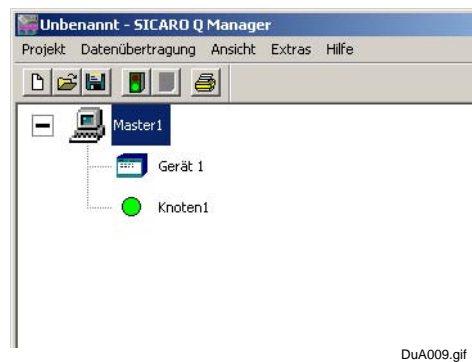 Unbenannt - SICARO Q Manager
Projekt Datenübertragung Ansicht Extras Hilfe
Master1
Gerät 1
Knoten1
DuA009.gif